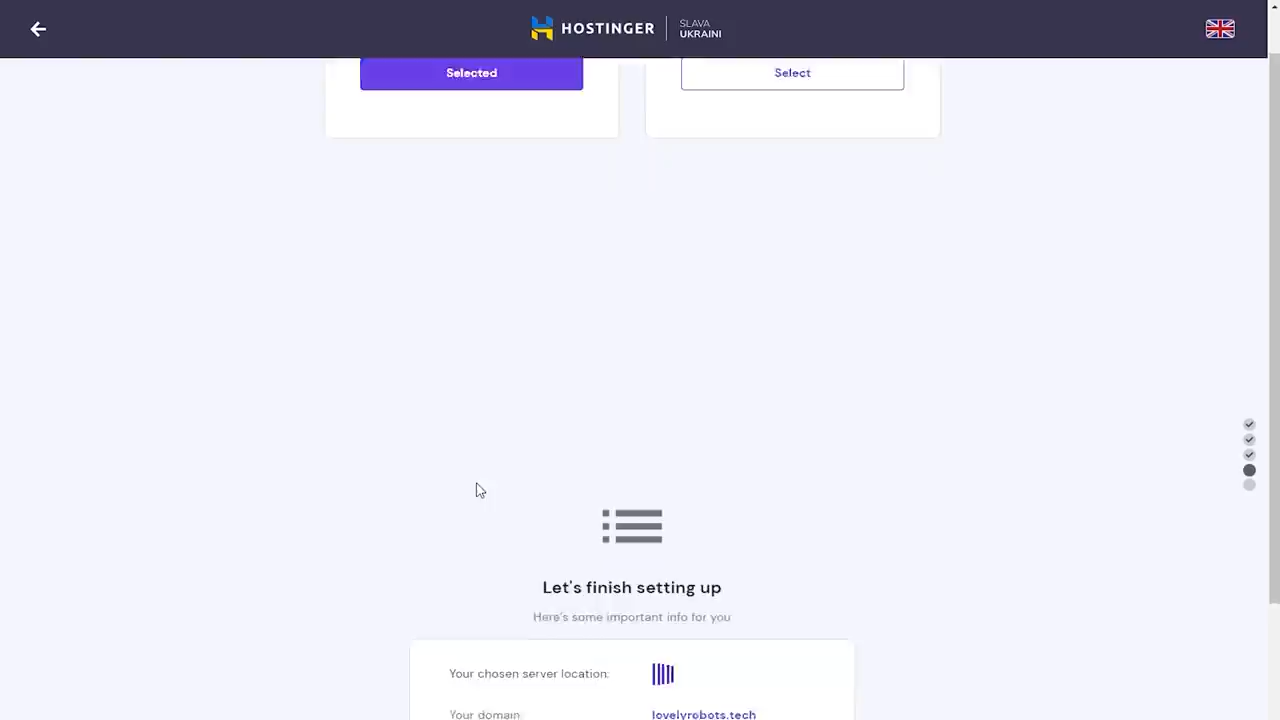 HOSTINGER
SLAVA
UKRAINI
Selected
Select
Let's finish setting up
Here's some important info for you
Your chosen server location:
Your domain:
lovelyrobots.tech